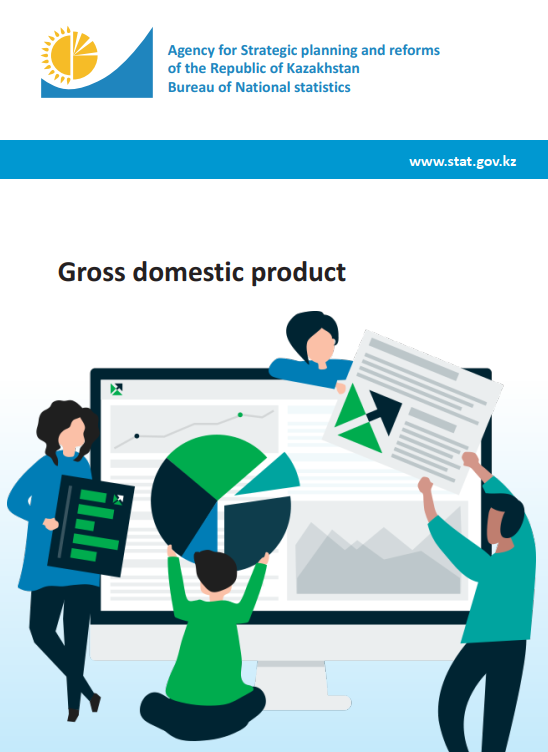 Agency for Strategic planning and reforms
of the Republic of Kazakhstan
Bureau of National statistics
www.stat.gov.kz
Gross domestic product